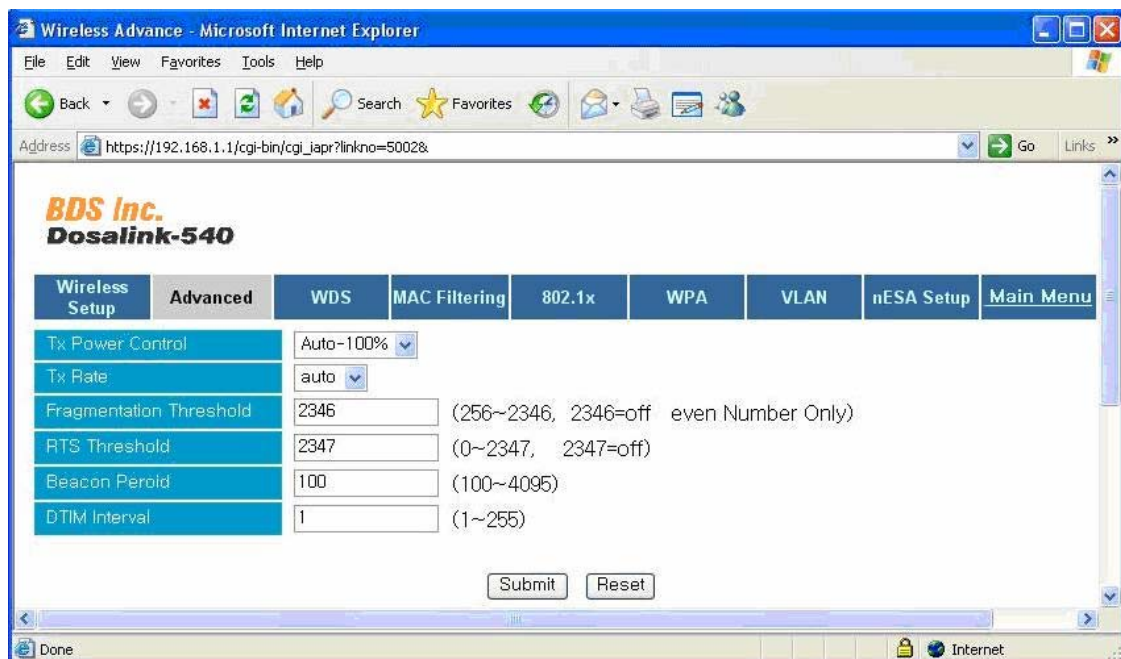 Wireless Advance - Microsoft Internet Explorer
File Edit View Favorites Tools Help
Back Search Favorites
Address https://192.168.1.1/cgi-bin/cgi_iapr?linkno=5002& Go Links »
BDS Inc.
Dosalink-540
Wireless Setup Advanced WDS MAC Filtering 802.1x WPA VLAN nESA Setup Main Menu
Tx Power Control Auto-100%
Tx Rate auto
Fragmentation Threshold 2346 (256~2346, 2346=off even Number Only)
RTS Threshold 2347 (0~2347, 2347=off)
Beacon Peroid 100 (100~4095)
DTIM Interval 1 (1~255)
Submit Reset
Done Internet